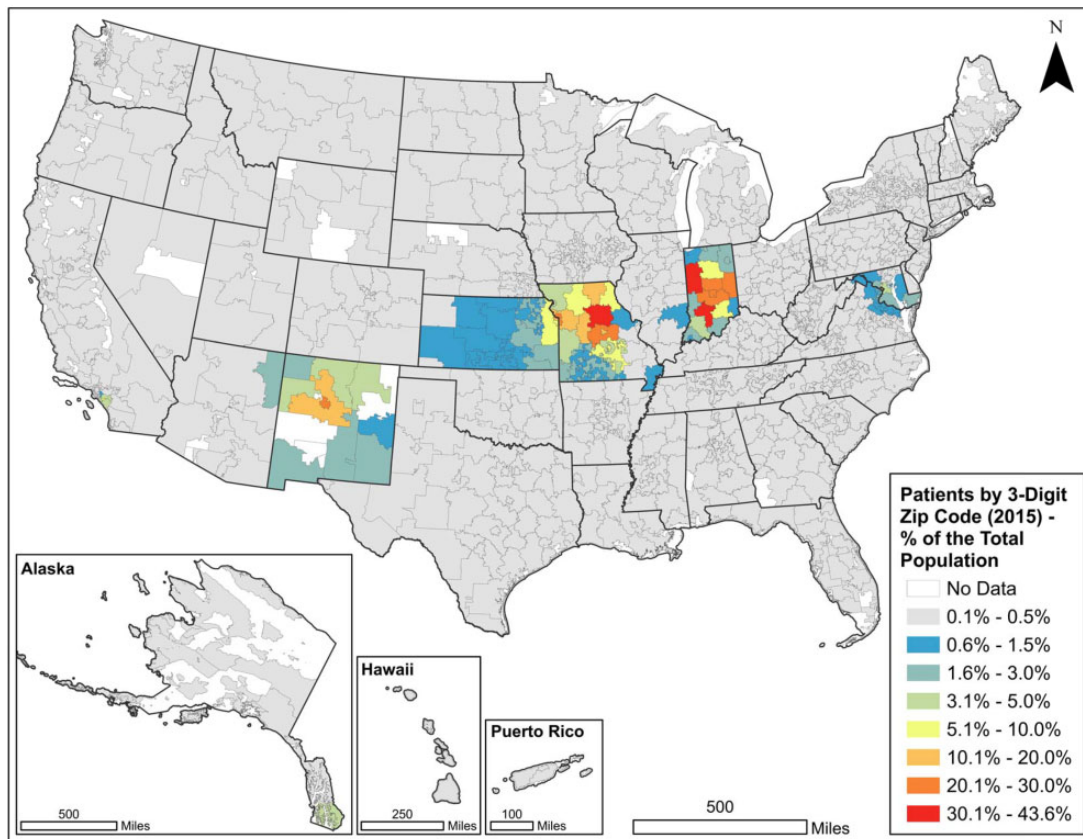 N
Patients by 3-Digit
Zip Code (2015) -
% of the Total
Population
No Data
0.1% - 0.5%
0.6% - 1.5%
1.6% - 3.0%
3.1% - 5.0%
5.1% - 10.0%
10.1% - 20.0%
20.1% - 30.0%
30.1% - 43.6%
Alaska
500
Miles
Hawaii
250
Miles
Puerto Rico
100
Miles
500
Miles